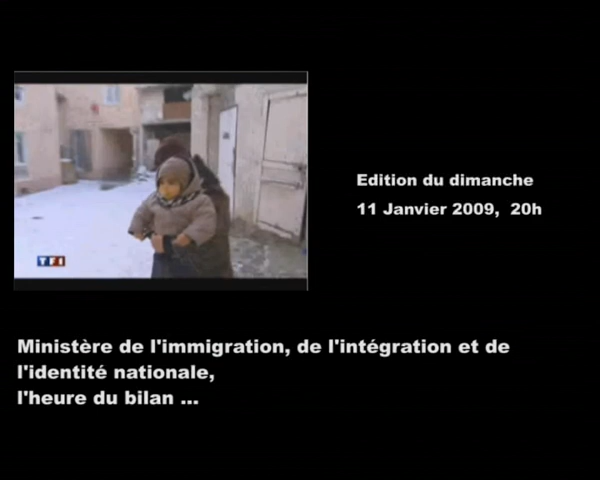 Edition du dimanche
11 Janvier 2009, 20h
TF1
Ministère de l'immigration, de l'intégration et de
l'identité nationale,
l'heure du bilan ...